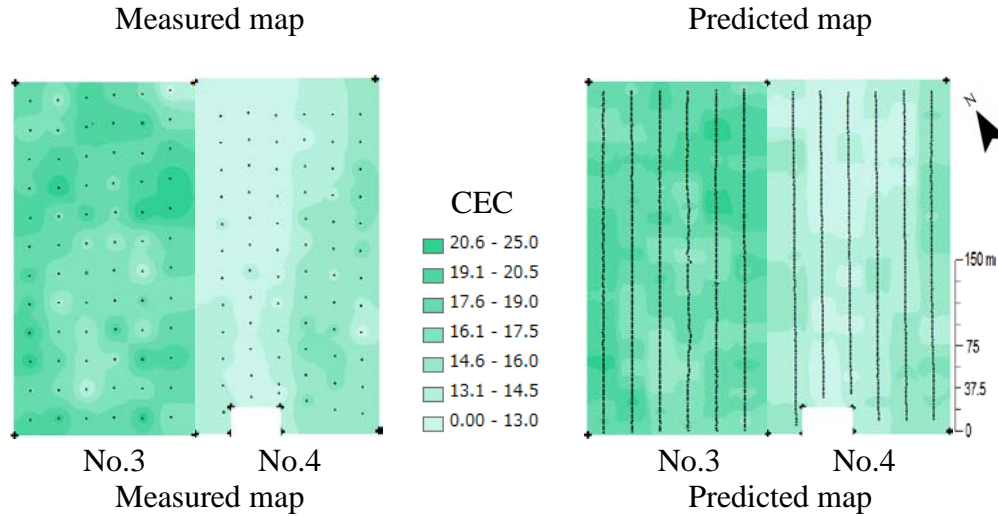 Measured map
Predicted map
N
CEC
20.6 - 25.0
19.1 - 20.5
17.6 - 19.0
16.1 - 17.5
14.6 - 16.0
13.1 - 14.5
0.00 - 13.0
150 m
75
37.5
0
No.3
No.4
No.3
No.4
Measured map
Predicted map